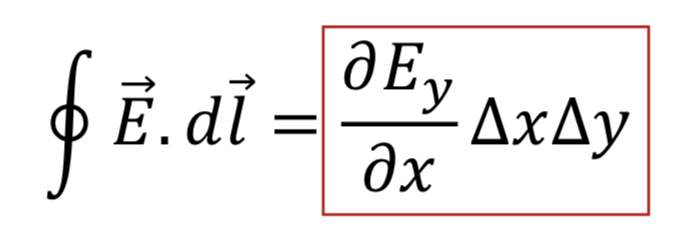 ∮ E⃗ . dl⃗ = ∂E_y/∂x ΔxΔy